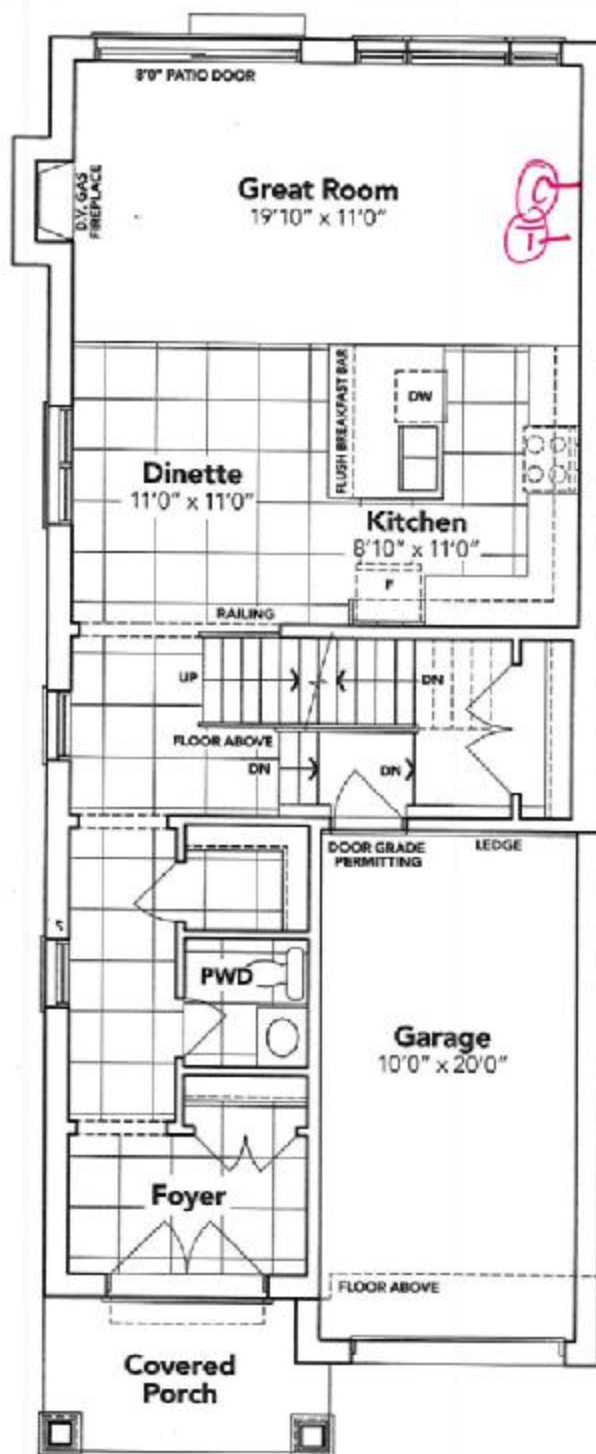 8'0" PATIO DOOR
D.V. GAS
FIREPLACE
Great Room
19'10" x 11'0"
C
T
FLUSH BREAKFAST BAR
DW
Dinette
11'0" x 11'0"
Kitchen
8'10" x 11'0"
F
RAILING
UP
DN
FLOOR ABOVE
DN
DN
DOOR GRADE
PERMITTING
LEDGE
PWD
Garage
10'0" x 20'0"
Foyer
FLOOR ABOVE
Covered
Porch